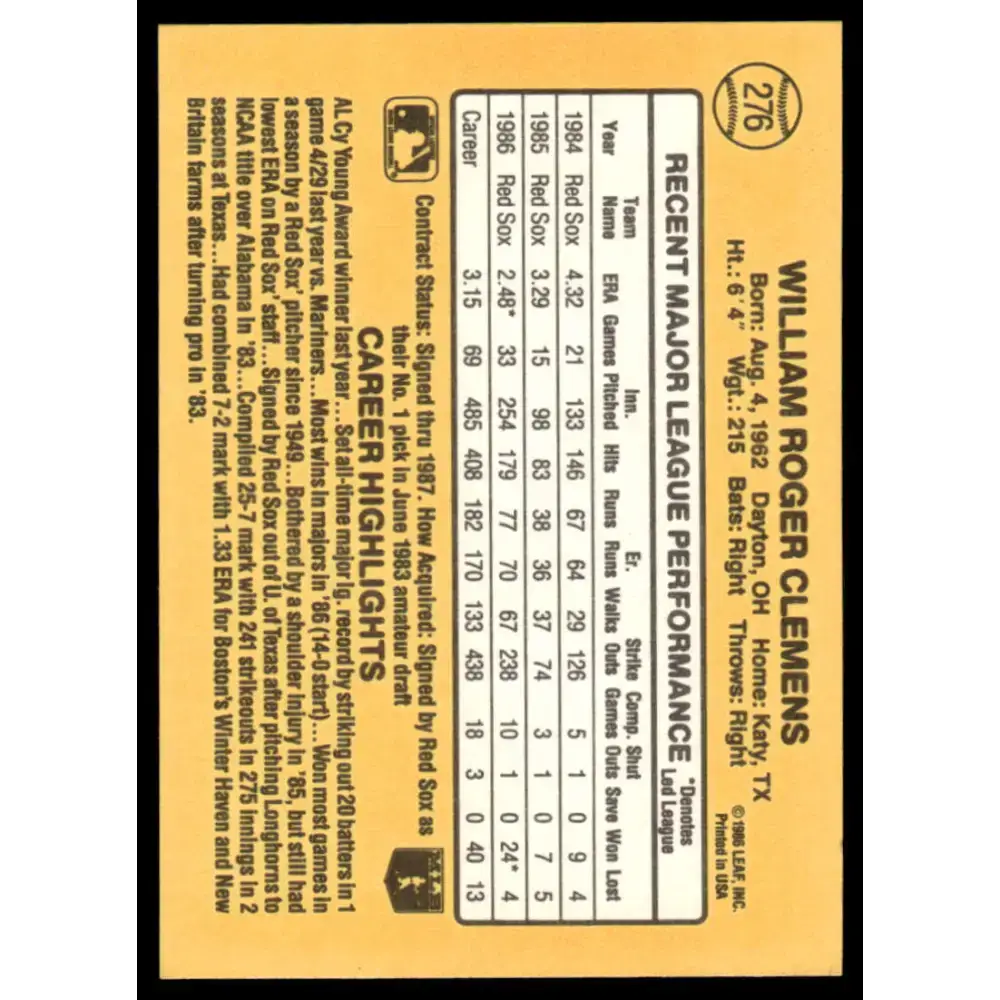 276
WILLIAM ROGER CLEMENS
Born: Aug. 4, 1962 Dayton, OH Home: Katy, TX
Ht.: 6'4" Wgt.: 215 Bats: Right Throws: Right
© 1986 LEAF, INC.
Printed in USA
RECENT MAJOR LEAGUE PERFORMANCE *Denotes Led League
Team Inn. Er. Strike Comp. Shut
Year Name ERA Games Pitched Hits Runs Runs Walks Outs Games Outs Save Won Lost
1984 Red Sox 4.32 21 133 146 67 64 29 126 5 1 0 9 4
1985 Red Sox 3.29 15 98 83 38 36 37 74 3 1 0 7 5
1986 Red Sox 2.48* 33 254 179 77 70 67 238 10 1 0 24* 4
Career 3.15 69 485 408 182 170 133 438 18 3 0 40 13
Contract Status: Signed thru 1987. How Acquired: Signed by Red Sox as
their No. 1 pick in June 1983 amateur draft
CAREER HIGHLIGHTS
AL Cy Young Award winner last year...Set all-time major lg. record by striking out 20 batters in 1
game 4/29 last year vs. Mariners...Most wins in majors in '86 (14-0 start)...Won most games in
a season by a Red Sox' pitcher since 1949...Bothered by a shoulder injury in '85, but still had
lowest ERA on Red Sox' staff...Signed by Red Sox out of U. of Texas after pitching Longhorns to
NCAA title over Alabama in '83...Compiled 25-7 mark with 241 strikeouts in 275 innings in 2
seasons at Texas...Had combined 7-2 mark with 1.33 ERA for Boston's Winter Haven and New
Britain farms after turning pro in '83.